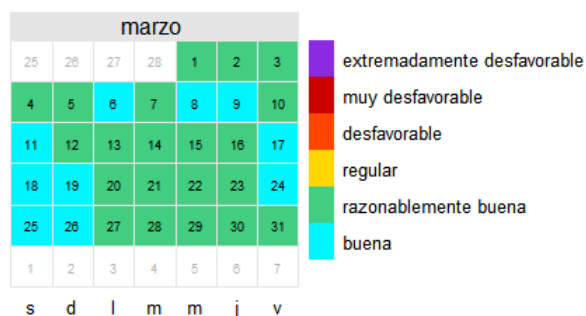 marzo
25 26 27 28 1 2 3
4 5 6 7 8 9 10
11 12 13 14 15 16 17
18 19 20 21 22 23 24
25 26 27 28 29 30 31
1 2 3 4 5 6 7
s d l m m j v
extremadamente desfavorable
muy desfavorable
desfavorable
regular
razonablemente buena
buena